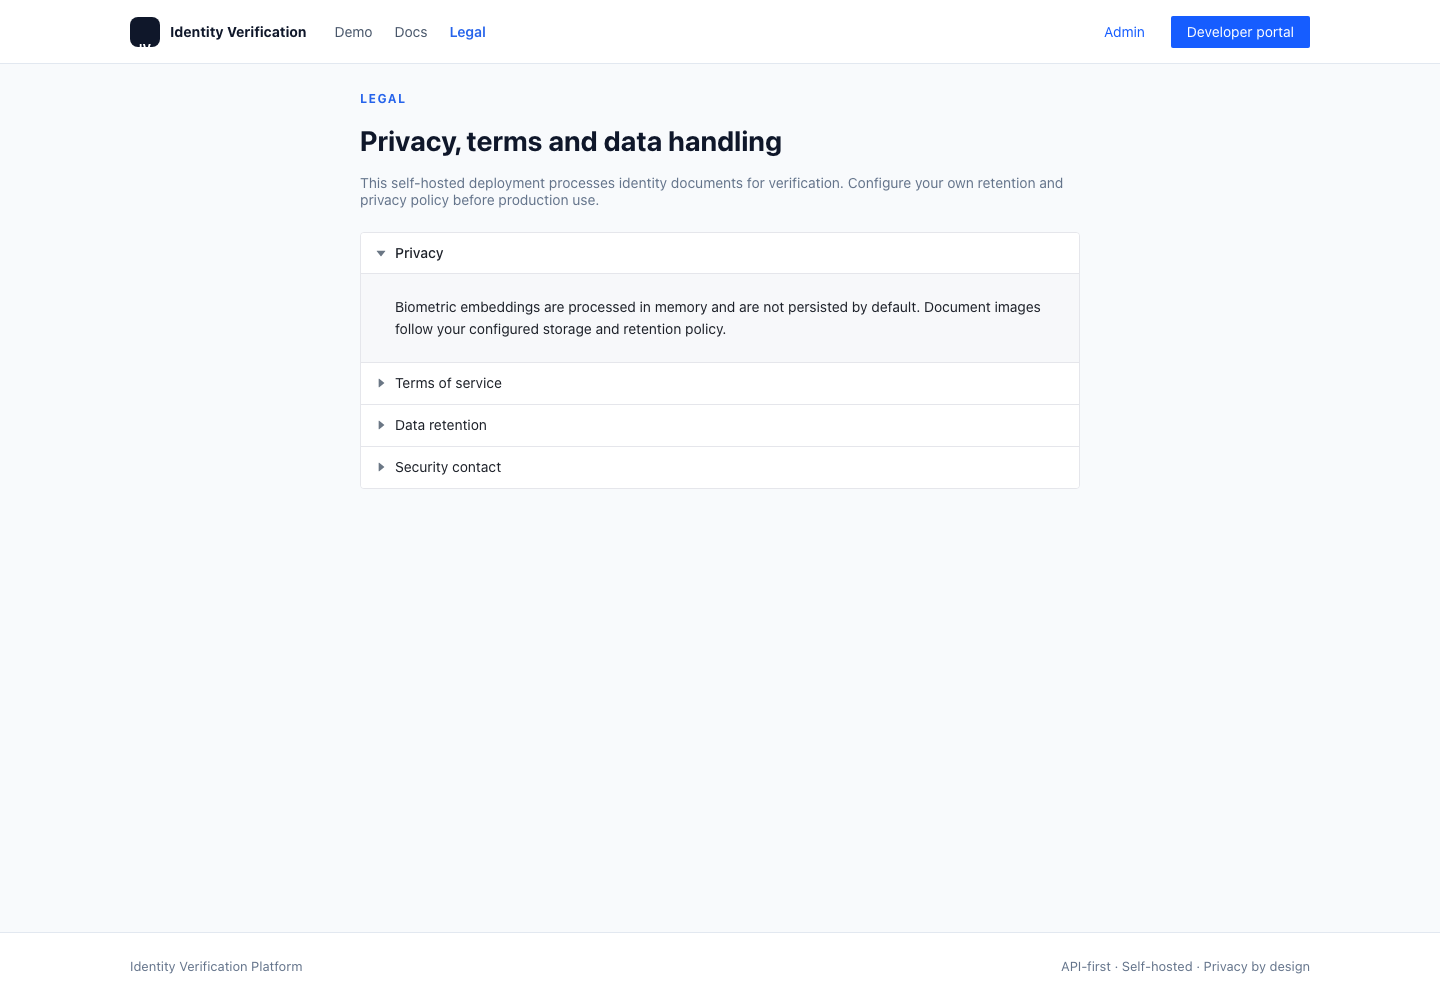 Identity Verification
Demo
Docs
Legal
Admin
Developer portal
LEGAL
Privacy, terms and data handling
This self-hosted deployment processes identity documents for verification. Configure your own retention and
privacy policy before production use.
Privacy
Biometric embeddings are processed in memory and are not persisted by default. Document images
follow your configured storage and retention policy.
Terms of service
Data retention
Security contact
Identity Verification Platform
API-first · Self-hosted · Privacy by design